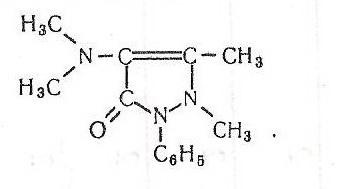 H₃C
N — C = C — CH₃
H₃C
C N
O N CH₃ .
C₆H₅